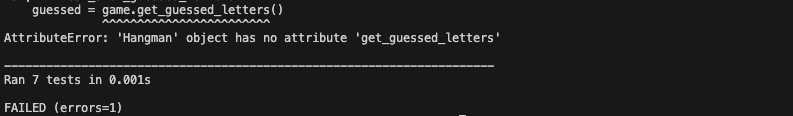 guessed = game.get_guessed_letters()
^^^^^^^^^^^^^^^^^^^^^^^^
AttributeError: 'Hangman' object has no attribute 'get_guessed_letters'
----------------------------------------------------------------------
Ran 7 tests in 0.001s
FAILED (errors=1)